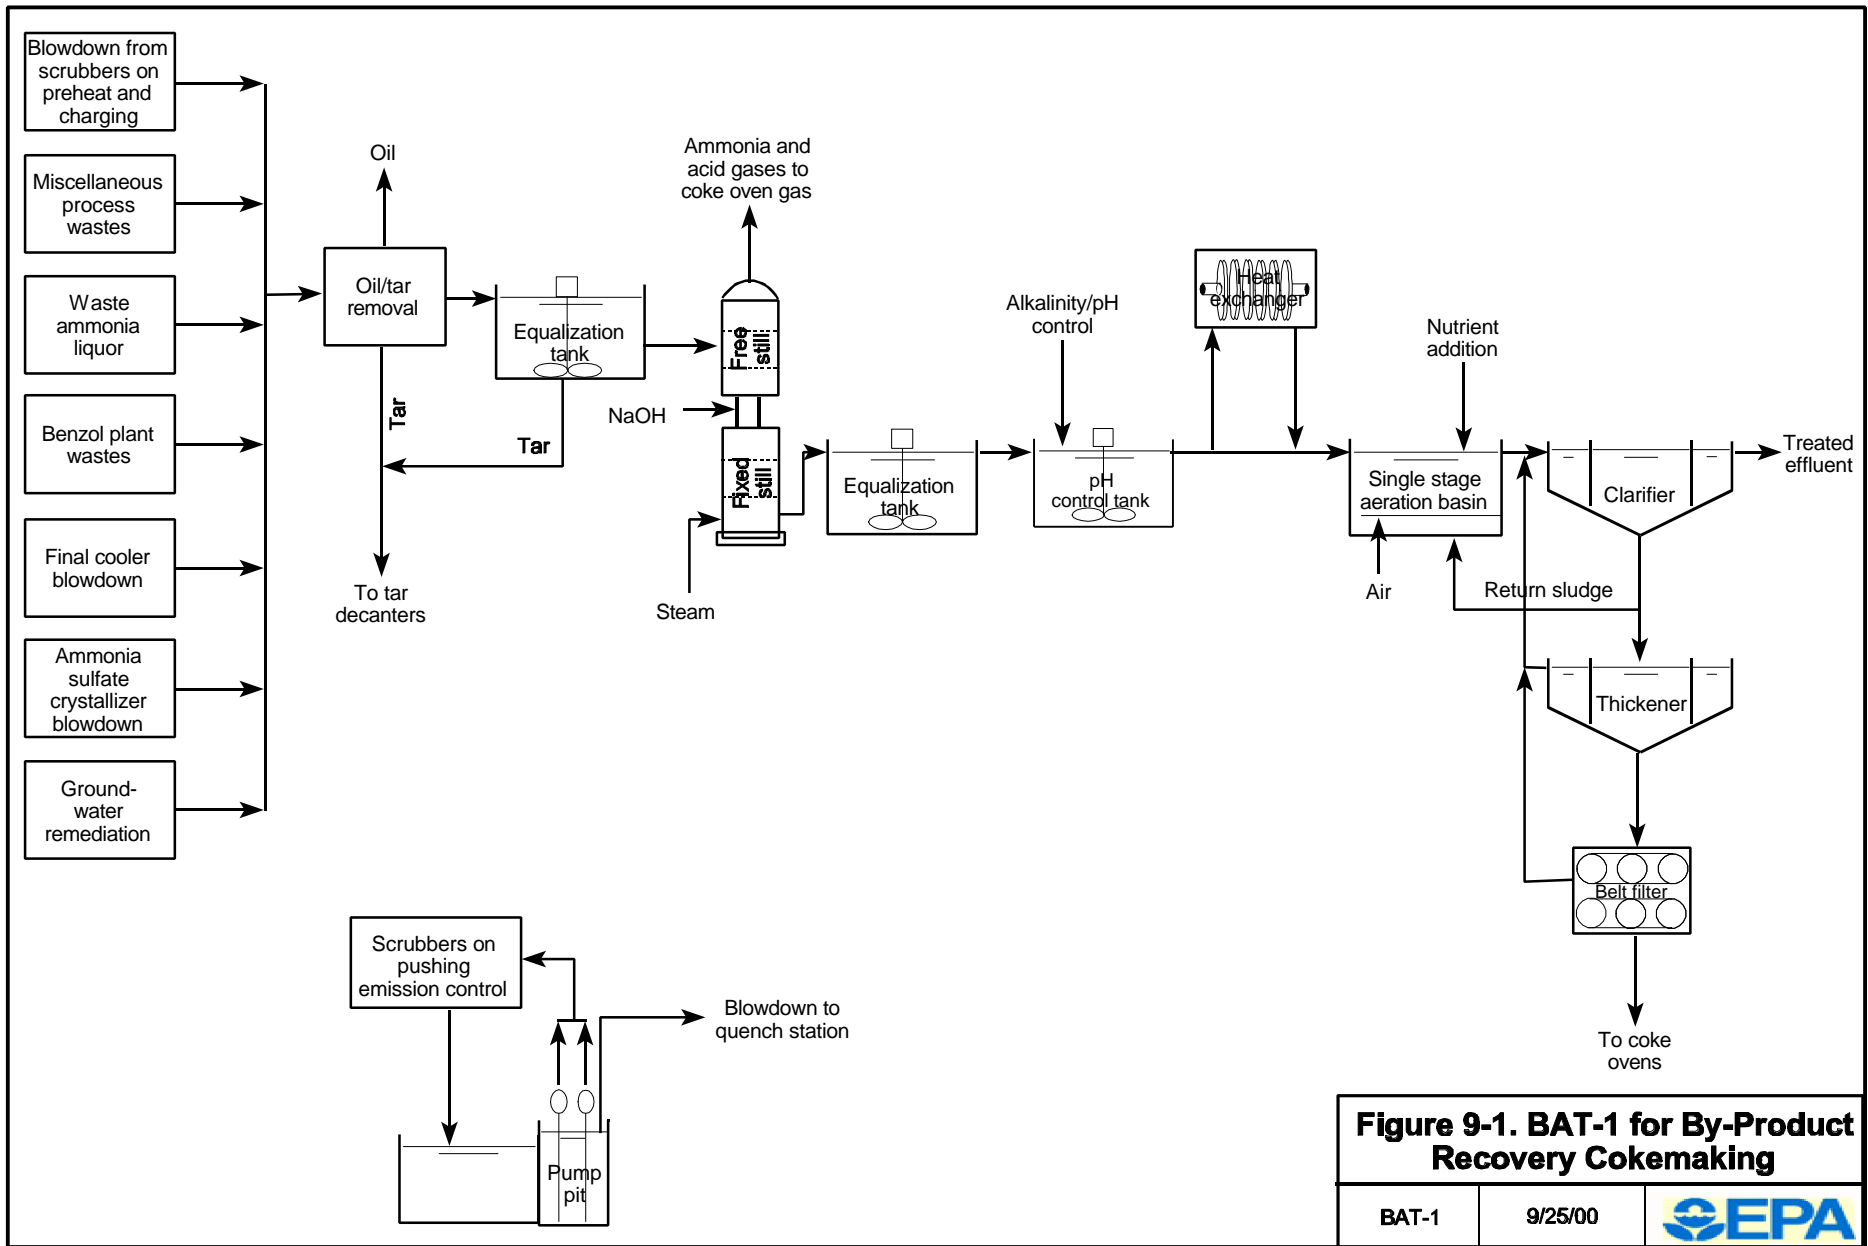 Blowdown from
scrubbers on
preheat and
charging
Miscellaneous
process
wastes
Waste
ammonia
liquor
Benzol plant
wastes
Final cooler
blowdown
Ammonia
sulfate
crystallizer
blowdown
Ground-
water
remediation
Oil
Oil/tar
removal
Tar
To tar
decanters
Equalization
tank
Tar
Ammonia and
acid gases to
coke oven gas
Free
still
NaOH
Fixed
still
Steam
Equalization
tank
Alkalinity/pH
control
pH
control tank
Heat
exchanger
Nutrient
addition
Single stage
aeration basin
Air
Return sludge
Clarifier
Treated
effluent
Thickener
Belt filter
To coke
ovens
Scrubbers on
pushing
emission control
Blowdown to
quench station
Pump
pit
Figure 9-1. BAT-1 for By-Product
Recovery Cokemaking
BAT-1
9/25/00
EPA